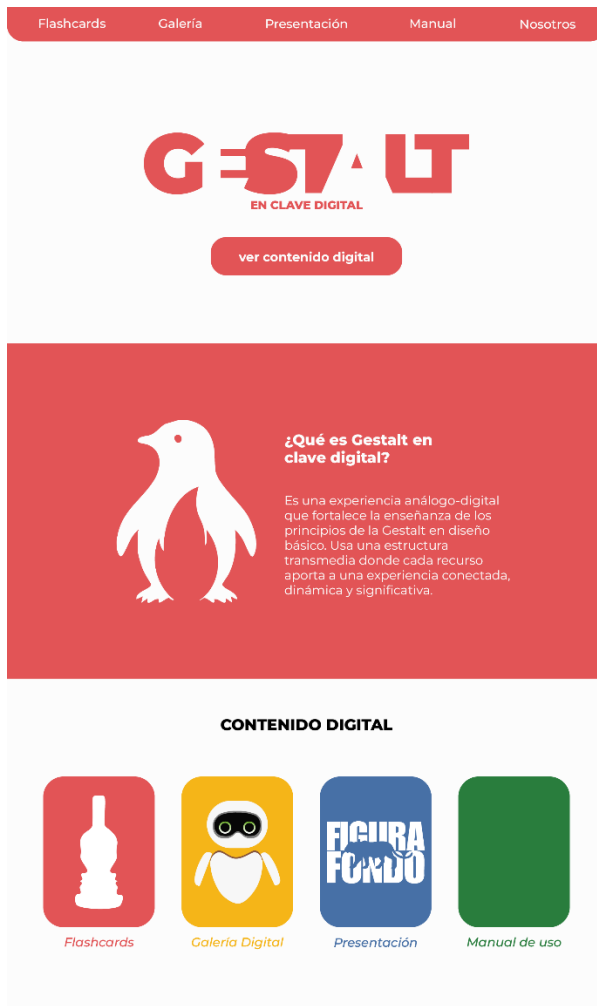 Flashcards Galería Presentación Manual Nosotros
GESTALT
EN CLAVE DIGITAL
ver contenido digital
¿Qué es Gestalt en
clave digital?
Es una experiencia análogo-digital
que fortalece la enseñanza de los
principios de la Gestalt en diseño
básico. Usa una estructura
transmedia donde cada recurso
aporta a una experiencia conectada,
dinámica y significativa.
CONTENIDO DIGITAL
FIGURA
FONDO
Flashcards Galería Digital Presentación Manual de uso